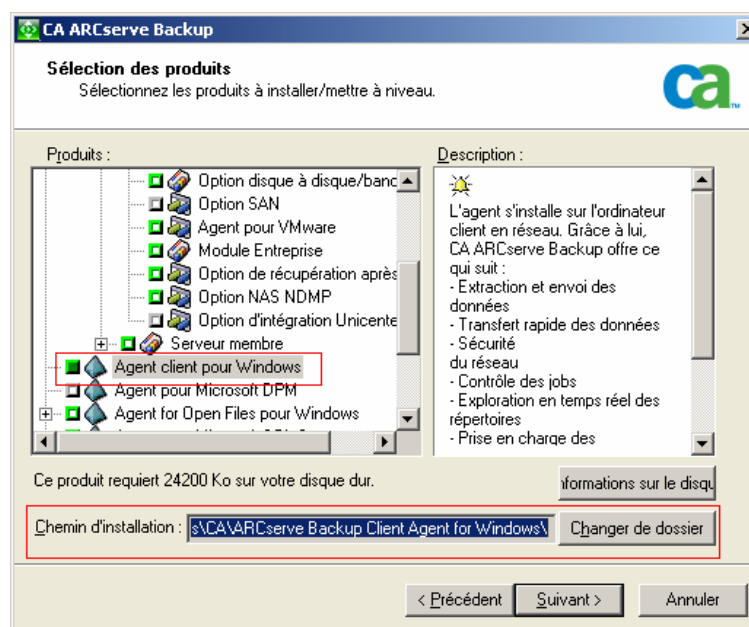 CA ARCserve Backup
Sélection des produits
Sélectionnez les produits à installer/mettre à niveau.
ca
TM
Produits :
Option disque à disque/banc
Option SAN
Agent pour VMware
Module Entreprise
Option de récupération après
Option NAS NDMP
Option d'intégration Unicente
Serveur membre
Agent client pour Windows
Agent pour Microsoft DPM
Agent for Open Files pour Windows
Description :
L'agent s'installe sur l'ordinateur
client en réseau. Grâce à lui,
CA ARCserve Backup offre ce
qui suit :
- Extraction et envoi des
données
- Transfert rapide des données
- Sécurité
du réseau
- Contrôle des jobs
- Exploration en temps réel des
répertoires
- Prise en charge des
Ce produit requiert 24200 Ko sur votre disque dur.
nformations sur le disqu
Chemin d'installation :
s\CA\ARCserve Backup Client Agent for Windows\
Changer de dossier
< Précédent
Suivant >
Annuler